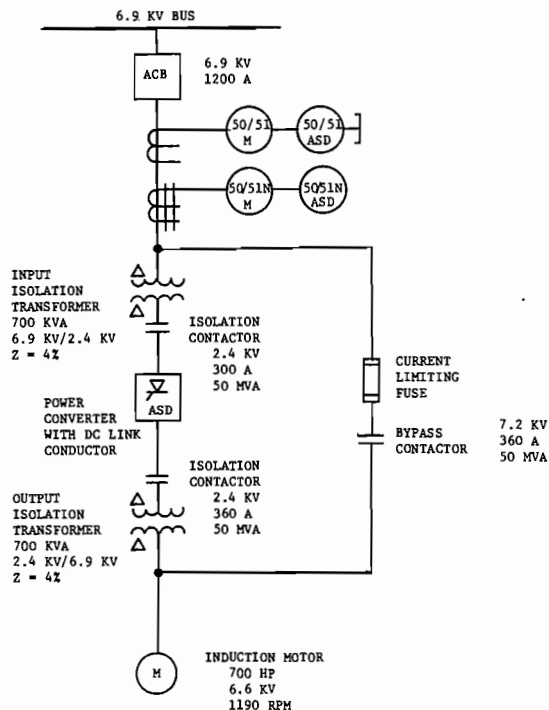 6.9 KV BUS
ACB
6.9 KV
1200 A
50/51
M
50/51
ASD
50/51N
M
50/51N
ASD
INPUT
ISOLATION
TRANSFORMER
700 KVA
6.9 KV/2.4 KV
Z = 4%
ISOLATION
CONTACTOR
2.4 KV
300 A
50 MVA
CURRENT
LIMITING
FUSE
POWER
CONVERTER
WITH DC LINK
CONDUCTOR
ASD
BYPASS
CONTACTOR
7.2 KV
360 A
50 MVA
ISOLATION
CONTACTOR
2.4 KV
360 A
50 MVA
OUTPUT
ISOLATION
TRANSFORMER
700 KVA
2.4 KV/6.9 KV
Z = 4%
M
INDUCTION MOTOR
700 HP
6.6 KV
1190 RPM